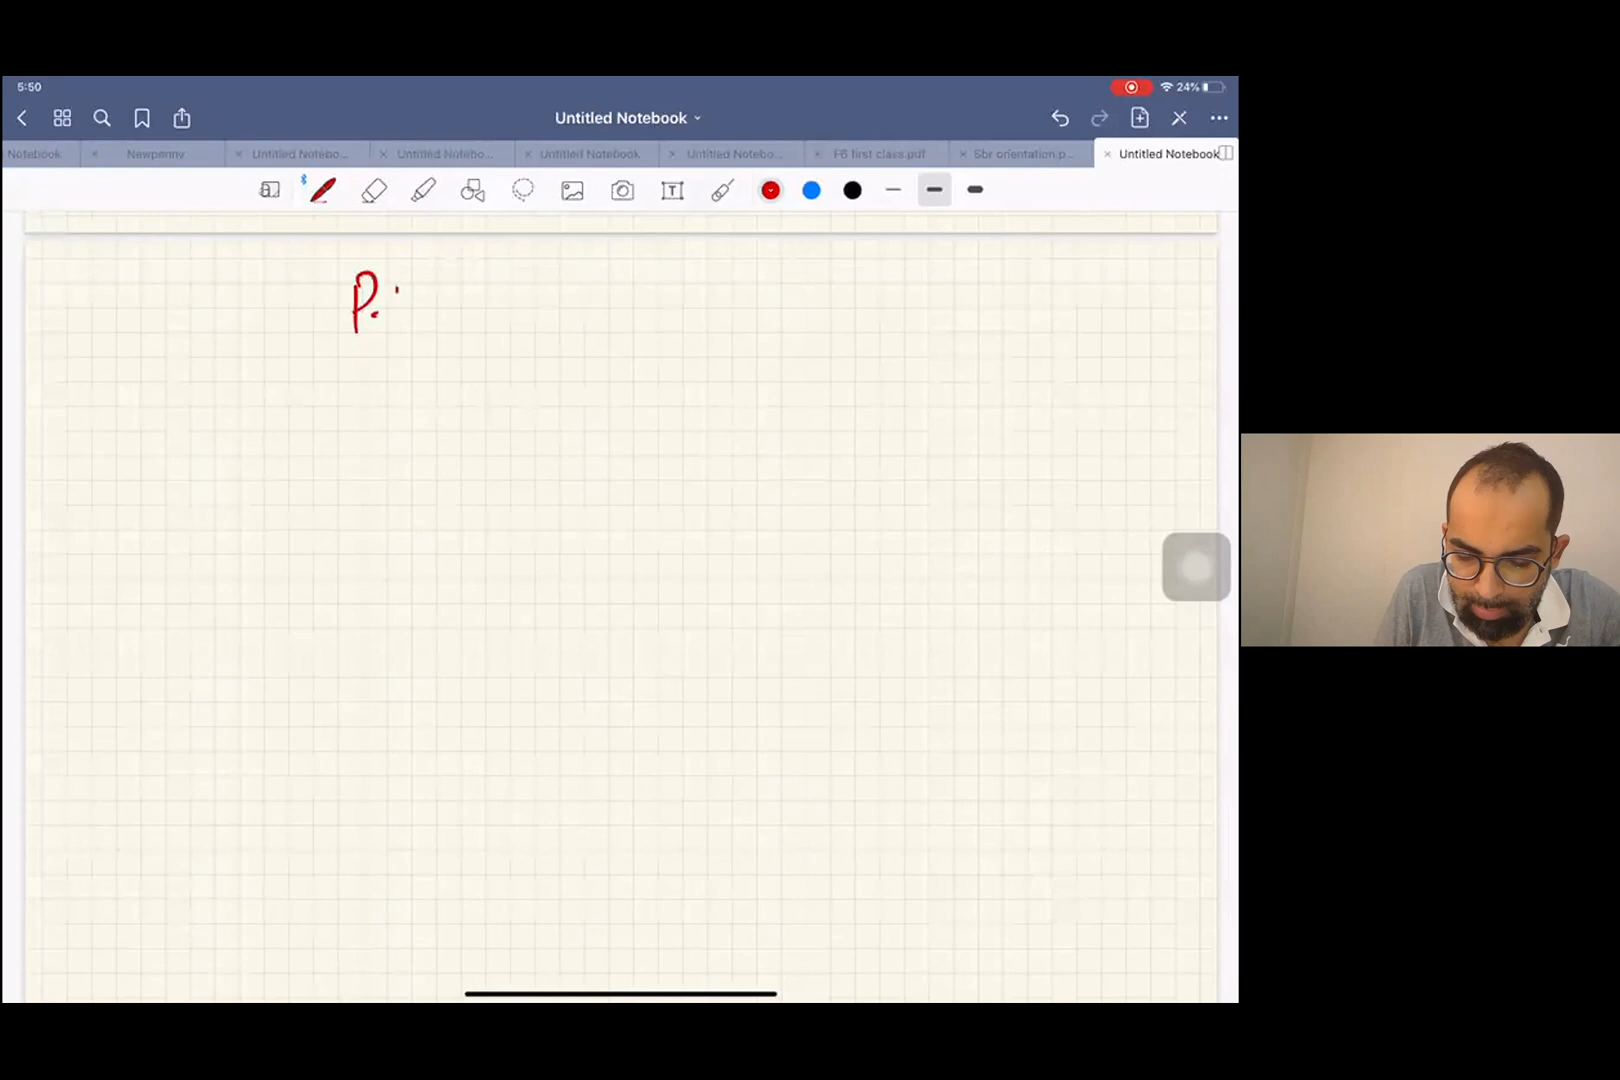 5:50
24%
Untitled Notebook
Notebook
Newpenny
Untitled Notebo...
Untitled Notebo...
Untitled Notebook
Untitled Notebo...
F6 first class.pdf
Sbr orientation.p...
Untitled Notebook
T
P.